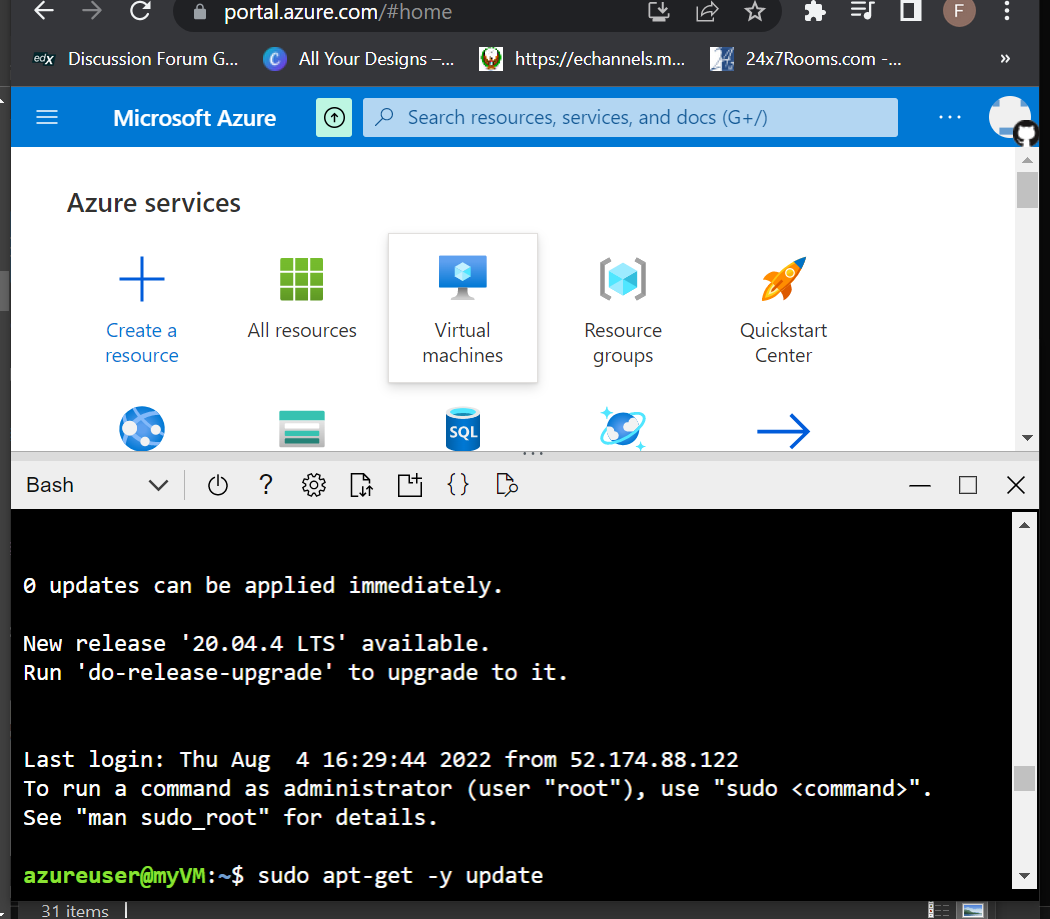 portal.azure.com/#home
F
edX
Discussion Forum G...
C
All Your Designs –...
https://echannels.m...
24x7Rooms.com -...
»
Microsoft Azure
Search resources, services, and docs (G+/)
...
Azure services
Create a
resource
All resources
Virtual
machines
Resource
groups
Quickstart
Center
SQL
Bash
?
{}
0 updates can be applied immediately.
New release '20.04.4 LTS' available.
Run 'do-release-upgrade' to upgrade to it.
Last login: Thu Aug  4 16:29:44 2022 from 52.174.88.122
To run a command as administrator (user "root"), use "sudo <command>".
See "man sudo_root" for details.
azureuser@myVM:~$ sudo apt-get -y update
31 items